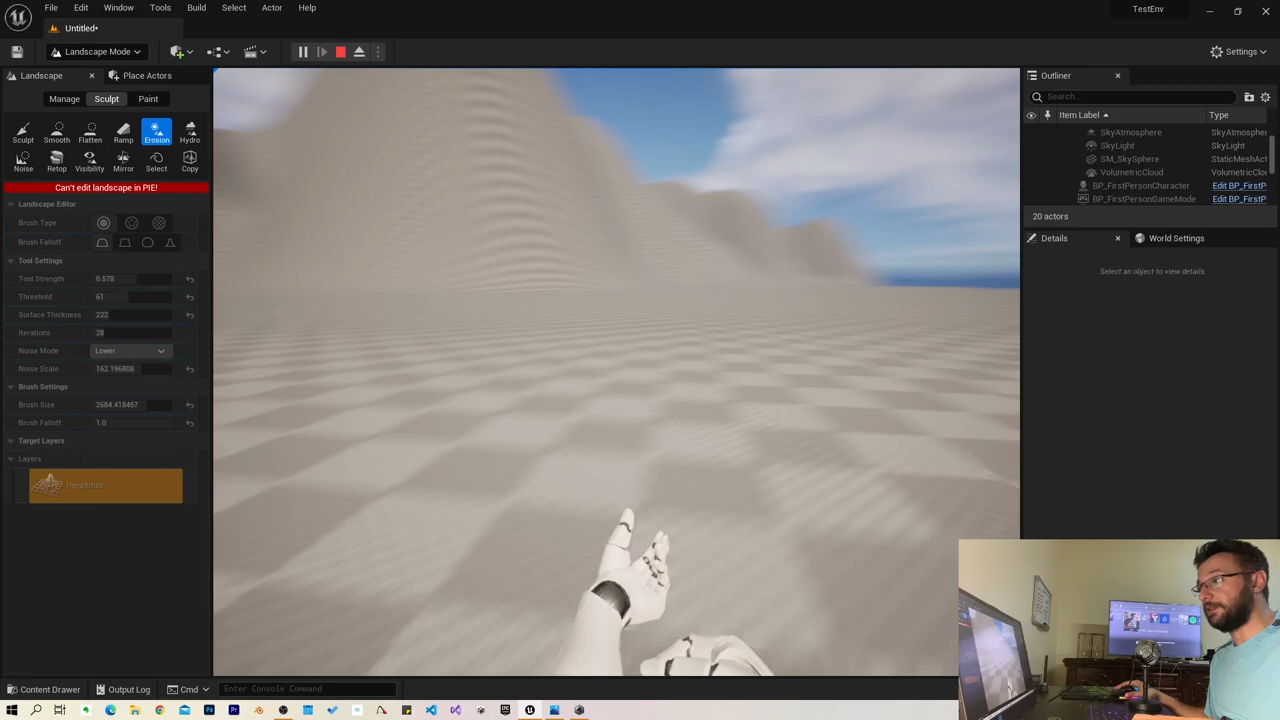 File Edit Window Tools Build Select Actor Help
TestEnv
Untitled*
Landscape Mode
Settings
Landscape
Place Actors
Manage
Sculpt
Paint
Sculpt
Smooth
Flatten
Ramp
Erosion
Hydro
Noise
Retop
Visibility
Mirror
Select
Copy
Can't edit landscape in PIE!
Landscape Editor
Brush Type
Brush Falloff
Tool Settings
Tool Strength 0.578
Threshold 61
Surface Thickness 222
Iterations 28
Noise Mode Lower
Noise Scale 162.196808
Brush Settings
Brush Size 2684.418457
Brush Falloff 1.0
Target Layers
Layers
Heightmap
Outliner
Search...
Item Label
Type
SkyAtmosphere SkyAtmospher
SkyLight SkyLight
SM_SkySphere StaticMeshAct
VolumetricCloud VolumetricClou
BP_FirstPersonCharacter Edit BP_FirstP
BP_FirstPersonGameMode Edit BP_FirstP
20 actors
Details
World Settings
Select an object to view details.
Content Drawer
Output Log
Cmd
Enter Console Command